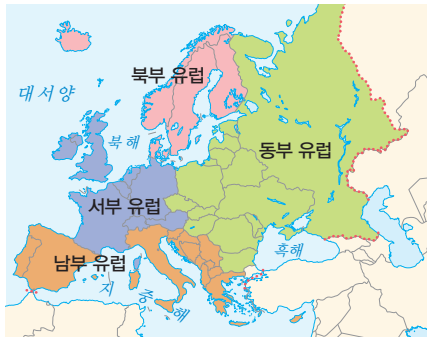 북부 유럽
대서양
북해
동부 유럽
서부 유럽
흑해
남부 유럽
지중해